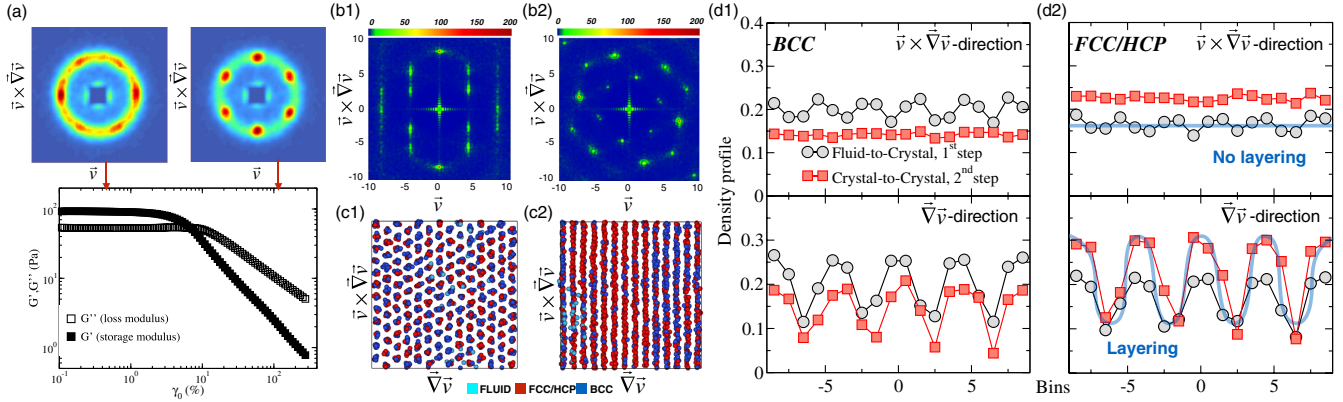 (a)
v⃗ × ∇⃗v⃗
v⃗ × ∇⃗v⃗
v⃗
v⃗
G',G'' (Pa)
10²
10¹
10⁰
G'' (loss modulus)
G' (storage modulus)
10⁻¹
10⁰
10¹
10²
γ₀ (%)
(b1)
0 50 100 150 200
v⃗ × ∇⃗v⃗
10
5
0
-5
-10
-10 -5 0 5 10
v⃗
(b2)
0 50 100 150 200
v⃗ × ∇⃗v⃗
10
5
0
-5
-10
-10 -5 0 5 10
v⃗
(c1)
v⃗ × ∇⃗v⃗
∇⃗v⃗
(c2)
v⃗ × ∇⃗v⃗
∇⃗v⃗
FLUID FCC/HCP BCC
(d1)
Density profile
0.4
0.3
0.2
0.1
0
BCC
v⃗ × ∇⃗v⃗-direction
Fluid-to-Crystal, 1st step
Crystal-to-Crystal, 2nd step
∇⃗v⃗-direction
0.3
0.2
0.1
0
-5 0 5
Bins
(d2)
FCC/HCP
v⃗ × ∇⃗v⃗-direction
No layering
∇⃗v⃗-direction
Layering
-5 0 5